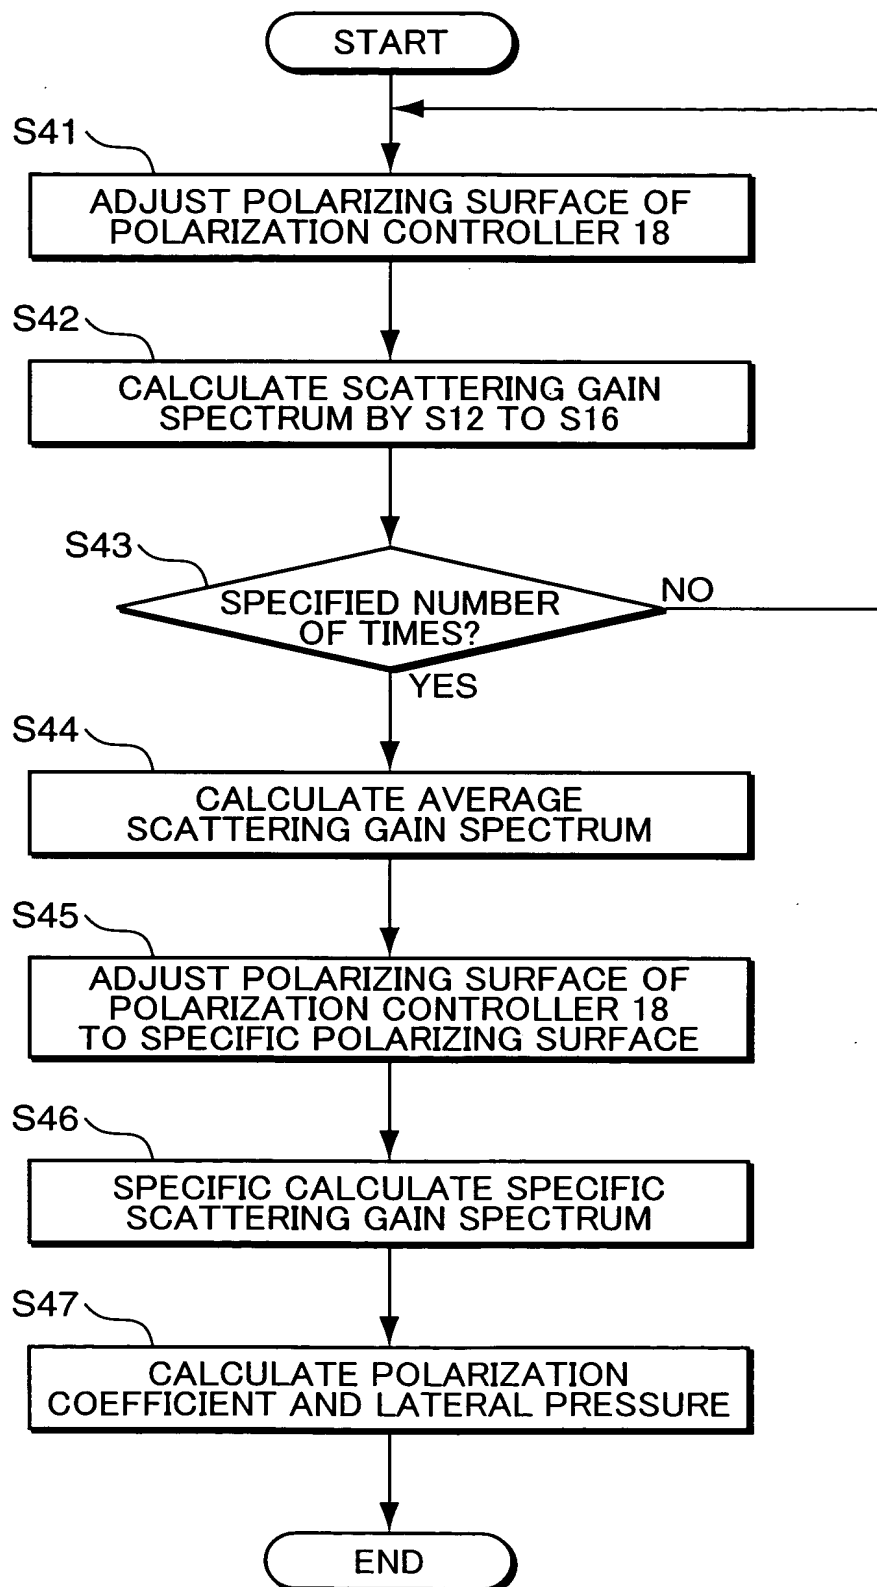 START
S41
ADJUST POLARIZING SURFACE OF
POLARIZATION CONTROLLER 18
S42
CALCULATE SCATTERING GAIN
SPECTRUM BY S12 TO S16
S43
SPECIFIED NUMBER
OF TIMES?
NO
YES
S44
CALCULATE AVERAGE
SCATTERING GAIN SPECTRUM
S45
ADJUST POLARIZING SURFACE OF
POLARIZATION CONTROLLER 18
TO SPECIFIC POLARIZING SURFACE
S46
SPECIFIC CALCULATE SPECIFIC
SCATTERING GAIN SPECTRUM
S47
CALCULATE POLARIZATION
COEFFICIENT AND LATERAL PRESSURE
END